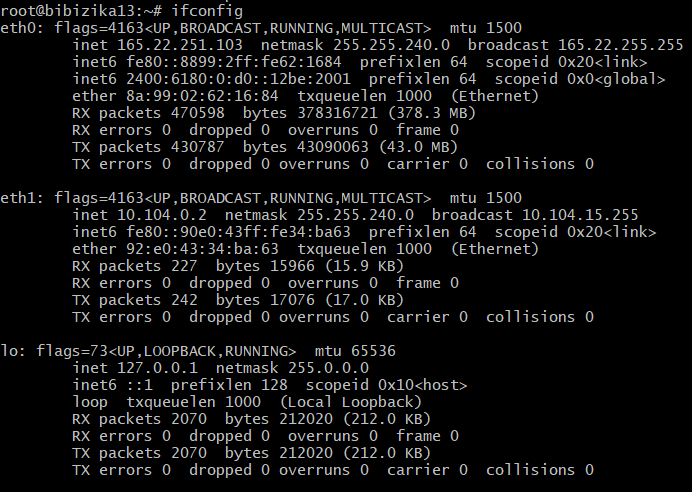 root@bibizika13:~# ifconfig
eth0: flags=4163<UP,BROADCAST,RUNNING,MULTICAST>  mtu 1500
        inet 165.22.251.103  netmask 255.255.240.0  broadcast 165.22.255.255
        inet6 fe80::8899:2ff:fe62:1684  prefixlen 64  scopeid 0x20<link>
        inet6 2400:6180:0:d0::12be:2001  prefixlen 64  scopeid 0x0<global>
        ether 8a:99:02:62:16:84  txqueuelen 1000  (Ethernet)
        RX packets 470598  bytes 378316721 (378.3 MB)
        RX errors 0  dropped 0  overruns 0  frame 0
        TX packets 430787  bytes 43090063 (43.0 MB)
        TX errors 0  dropped 0 overruns 0  carrier 0  collisions 0

eth1: flags=4163<UP,BROADCAST,RUNNING,MULTICAST>  mtu 1500
        inet 10.104.0.2  netmask 255.255.240.0  broadcast 10.104.15.255
        inet6 fe80::90e0:43ff:fe34:ba63  prefixlen 64  scopeid 0x20<link>
        ether 92:e0:43:34:ba:63  txqueuelen 1000  (Ethernet)
        RX packets 227  bytes 15966 (15.9 KB)
        RX errors 0  dropped 0  overruns 0  frame 0
        TX packets 242  bytes 17076 (17.0 KB)
        TX errors 0  dropped 0 overruns 0  carrier 0  collisions 0

lo: flags=73<UP,LOOPBACK,RUNNING>  mtu 65536
        inet 127.0.0.1  netmask 255.0.0.0
        inet6 ::1  prefixlen 128  scopeid 0x10<host>
        loop  txqueuelen 1000  (Local Loopback)
        RX packets 2070  bytes 212020 (212.0 KB)
        RX errors 0  dropped 0  overruns 0  frame 0
        TX packets 2070  bytes 212020 (212.0 KB)
        TX errors 0  dropped 0 overruns 0  carrier 0  collisions 0